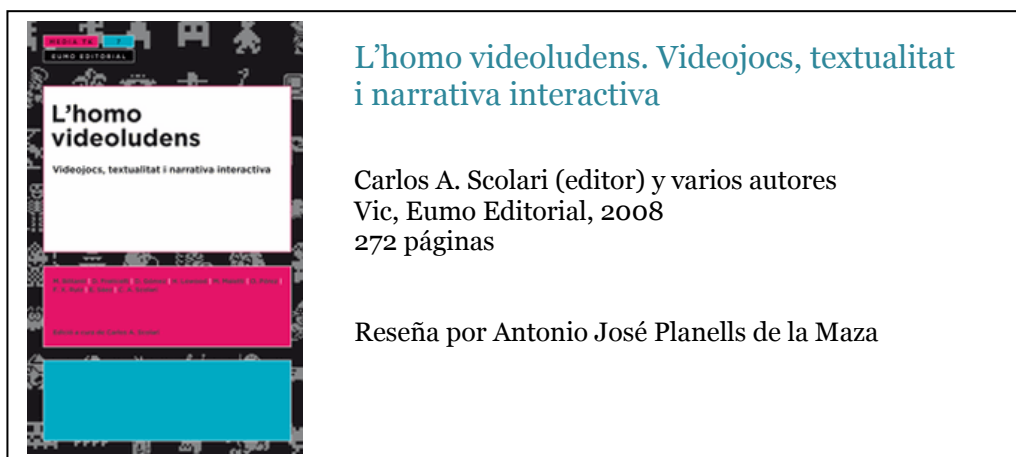 MEDIA TK 7
EUMO EDITORIAL
L'homo
videoludens
Videojocs, textualitat i narrativa interactiva
L'homo videoludens. Videojocs, textualitat
i narrativa interactiva
Carlos A. Scolari (editor) y varios autores
Vic, Eumo Editorial, 2008
272 páginas
Reseña por Antonio José Planells de la Maza